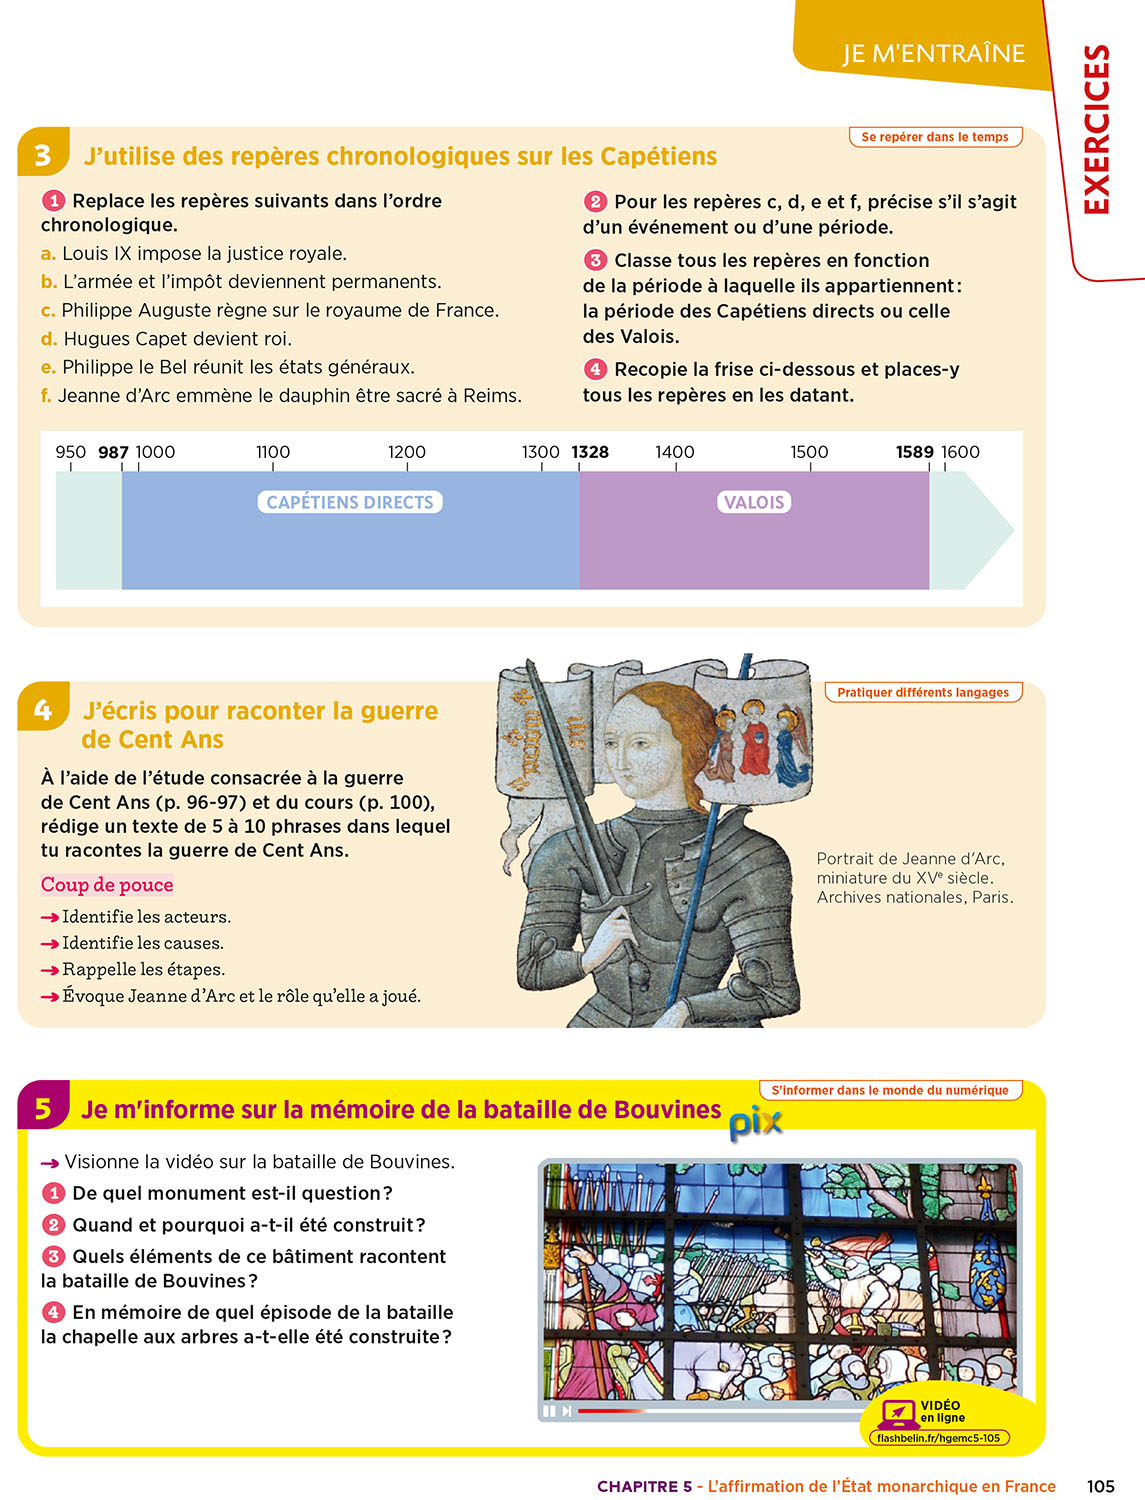 JE M'ENTRAÎNE
EXERCICES
3
J'utilise des repères chronologiques sur les Capétiens
Se repérer dans le temps
1 Replace les repères suivants dans l'ordre
chronologique.
a. Louis IX impose la justice royale.
b. L'armée et l'impôt deviennent permanents.
c. Philippe Auguste règne sur le royaume de France.
d. Hugues Capet devient roi.
e. Philippe le Bel réunit les états généraux.
f. Jeanne d'Arc emmène le dauphin être sacré à Reims.
2 Pour les repères c, d, e et f, précise s'il s'agit
d'un événement ou d'une période.
3 Classe tous les repères en fonction
de la période à laquelle ils appartiennent :
la période des Capétiens directs ou celle
des Valois.
4 Recopie la frise ci-dessous et places-y
tous les repères en les datant.
950 987 1000 1100 1200 1300 1328 1400 1500 1589 1600
CAPÉTIENS DIRECTS VALOIS
4
J'écris pour raconter la guerre
de Cent Ans
Pratiquer différents langages
À l'aide de l'étude consacrée à la guerre
de Cent Ans (p. 96-97) et du cours (p. 100),
rédige un texte de 5 à 10 phrases dans lequel
tu racontes la guerre de Cent Ans.
Coup de pouce
→ Identifie les acteurs.
→ Identifie les causes.
→ Rappelle les étapes.
→ Évoque Jeanne d'Arc et le rôle qu'elle a joué.
Portrait de Jeanne d'Arc,
miniature du XVe siècle.
Archives nationales, Paris.
5
Je m'informe sur la mémoire de la bataille de Bouvines
pix
S'informer dans le monde du numérique
→ Visionne la vidéo sur la bataille de Bouvines.
1 De quel monument est-il question ?
2 Quand et pourquoi a-t-il été construit ?
3 Quels éléments de ce bâtiment racontent
la bataille de Bouvines ?
4 En mémoire de quel épisode de la bataille
la chapelle aux arbres a-t-elle été construite ?
VIDÉO
en ligne
flashbelin.fr/hgemc5-105
CHAPITRE 5 - L'affirmation de l'État monarchique en France 105